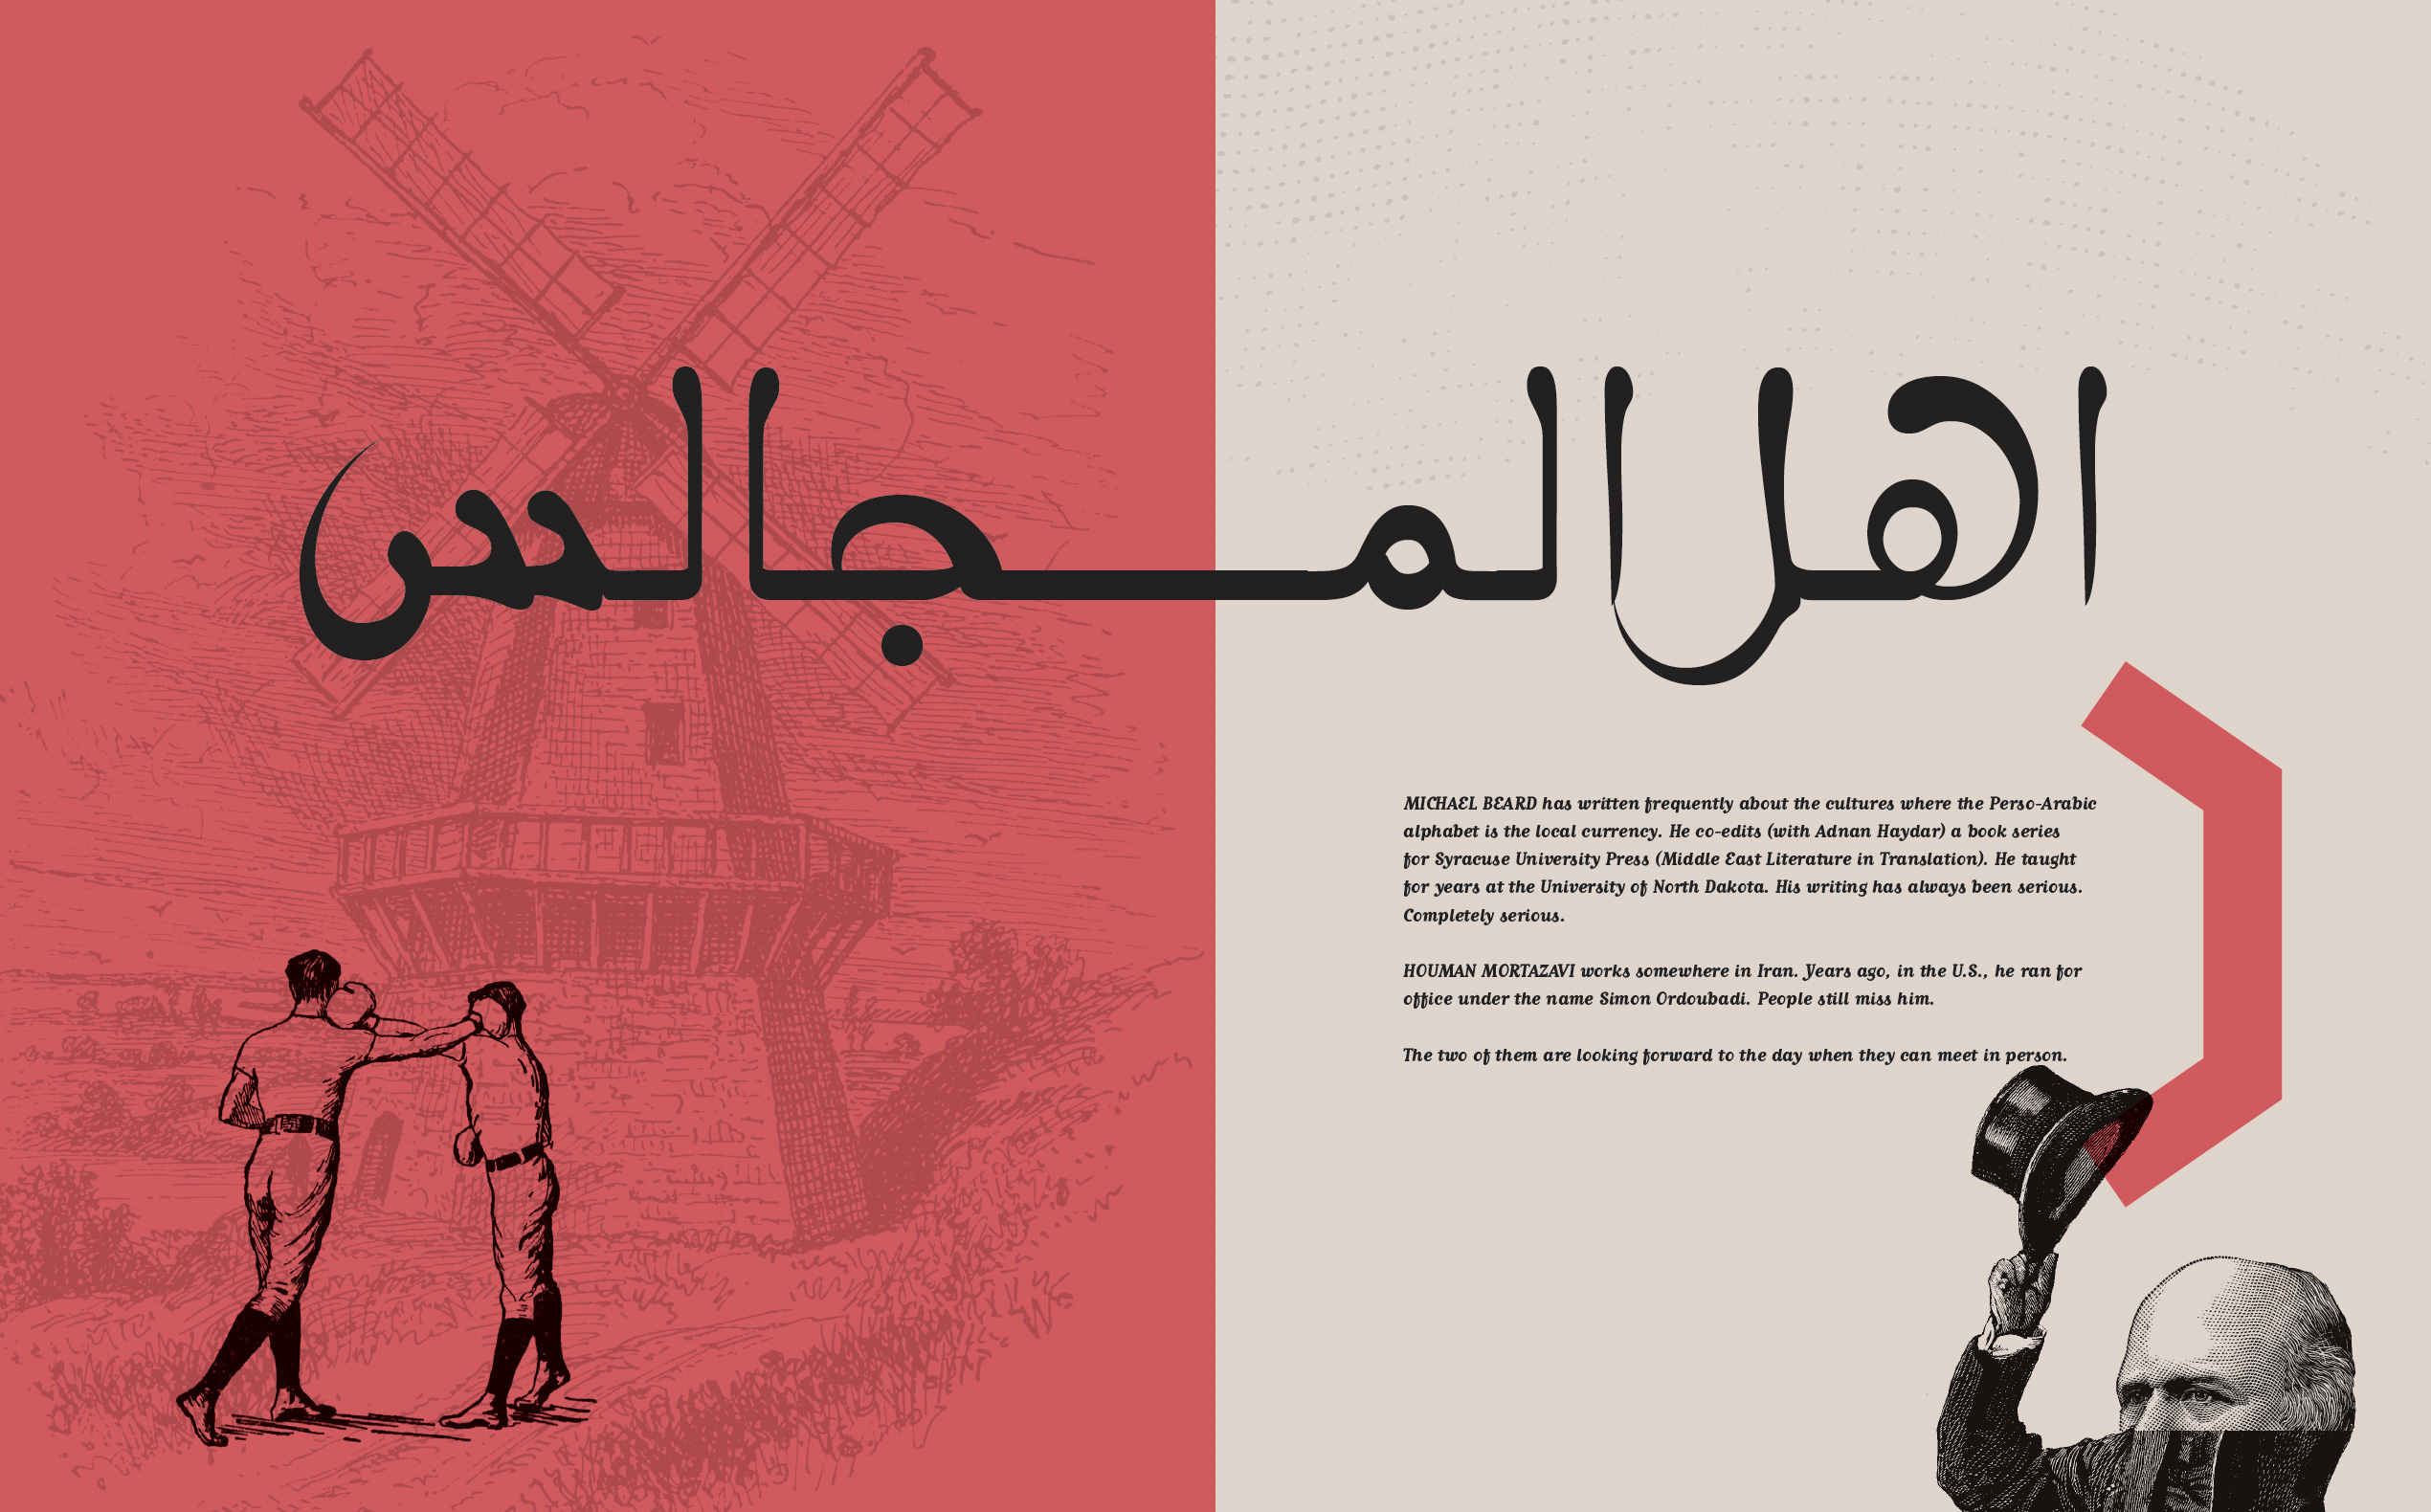 اهل المجالس
MICHAEL BEARD has written frequently about the cultures where the Perso-Arabic
alphabet is the local currency. He co-edits (with Adnan Haydar) a book series
for Syracuse University Press (Middle East Literature in Translation). He taught
for years at the University of North Dakota. His writing has always been serious.
Completely serious.
HOUMAN MORTAZAVI works somewhere in Iran. Years ago, in the U.S., he ran for
office under the name Simon Ordoubadi. People still miss him.
The two of them are looking forward to the day when they can meet in person.